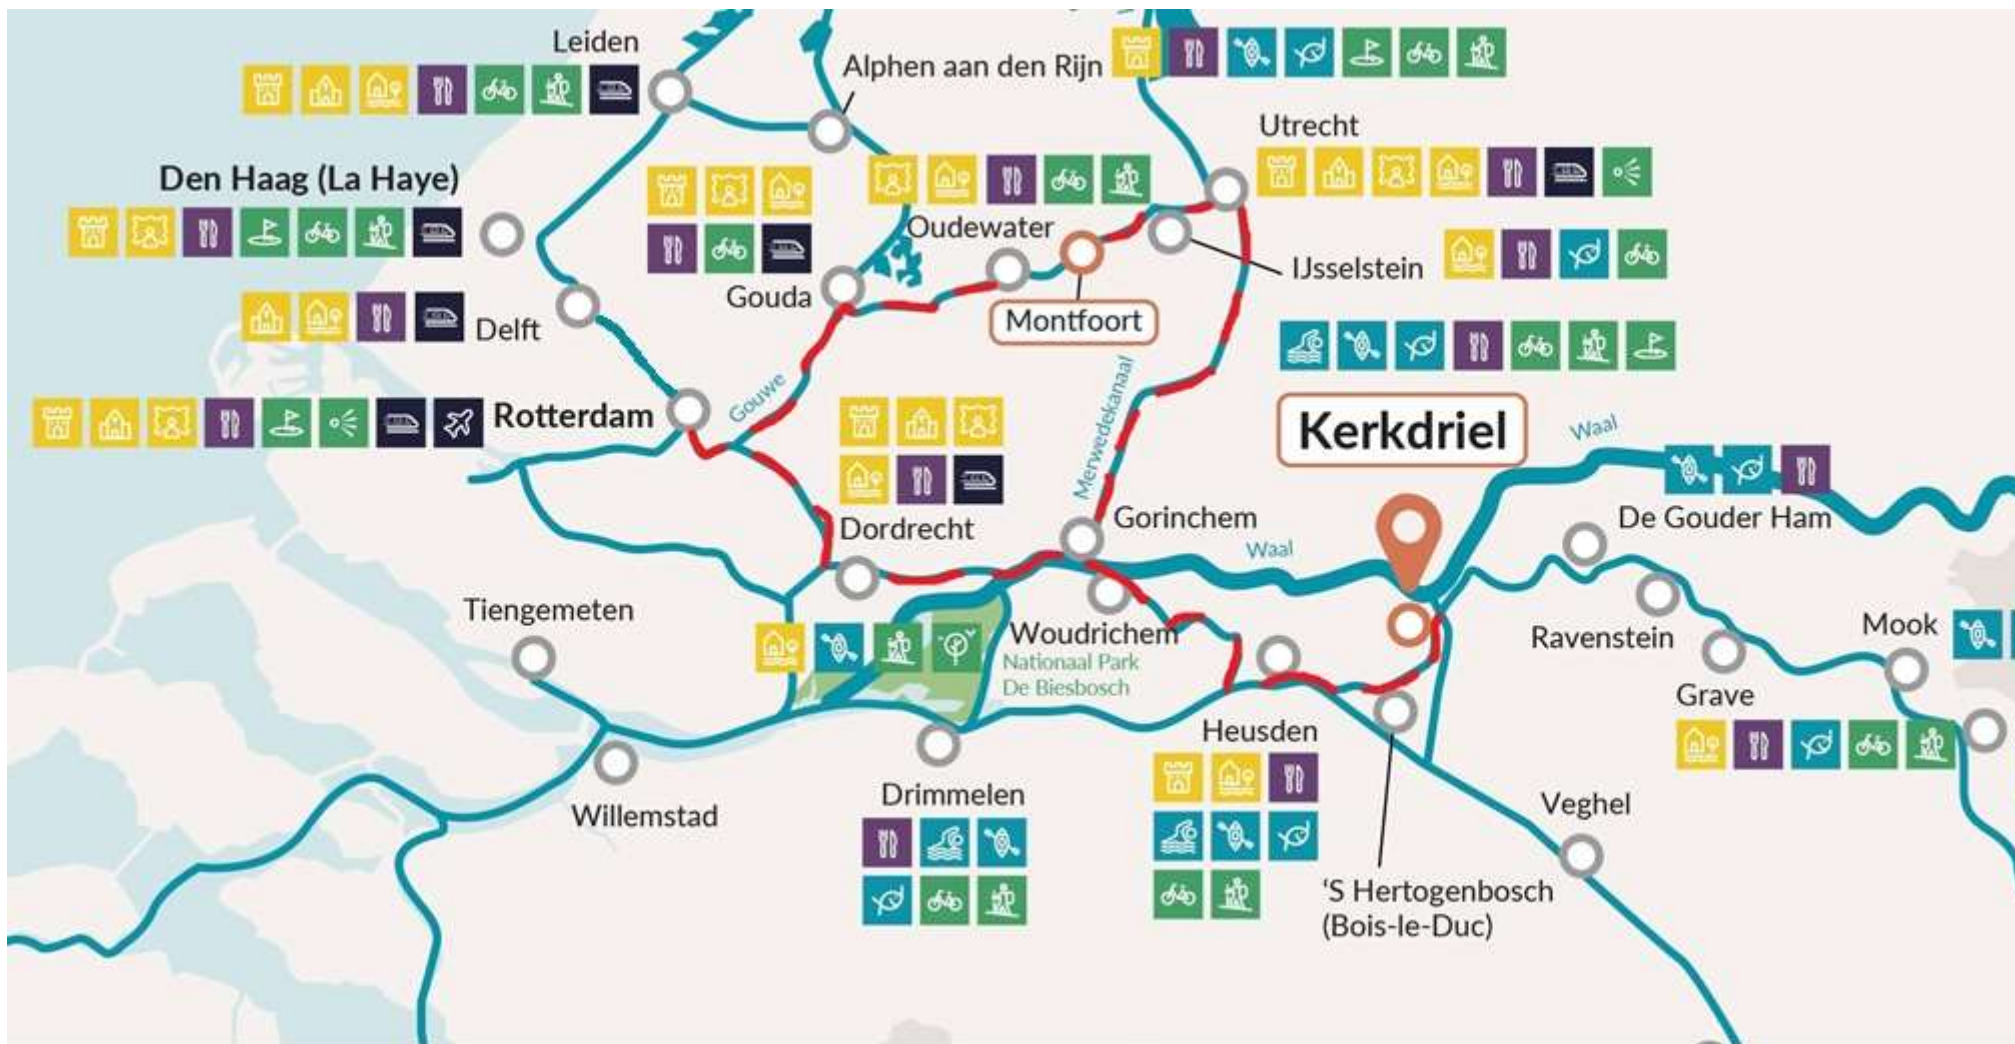 Leiden
Alphen aan den Rijn
Utrecht
Den Haag (La Haye)
Oudewater
IJsselstein
Gouda
Montfoort
Delft
Gouwe
Merwedekanaal
Rotterdam
Kerkdriel
Waal
Dordrecht
Gorinchem
De Gouder Ham
Waal
Tiengemeten
Woudrichem
Nationaal Park
De Biesbosch
Ravenstein
Mook
Grave
Heusden
Drimmelen
Willemstad
Veghel
‘S Hertogenbosch
(Bois-le-Duc)